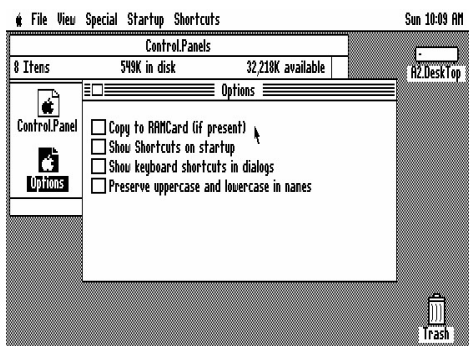 File View Special Startup Shortcuts Sun 10:09 AM
Control.Panels
8 Items 549K in disk 32,218K available
A2.DeskTop
Options
Control.Panel
Copy to RAMCard (if present)
Show Shortcuts on startup
Show keyboard shortcuts in dialogs
Preserve uppercase and lowercase in names
Options
Trash